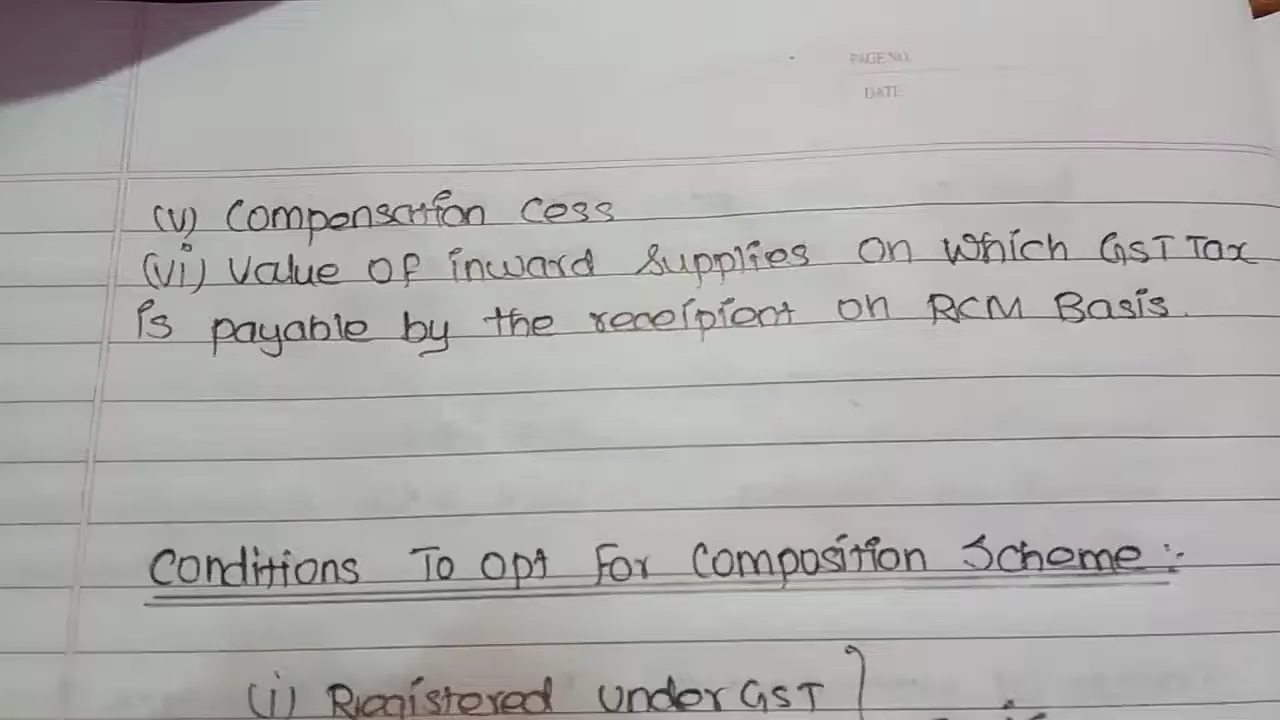 PAGE NO.
DATE
(v) Compensation Cess
(vi) Value OF inward Supplies on which GST Tax
is payable by the receipient on RCM Basis.
Conditions To opt For Composition Scheme :-
(i) Registered under GST }